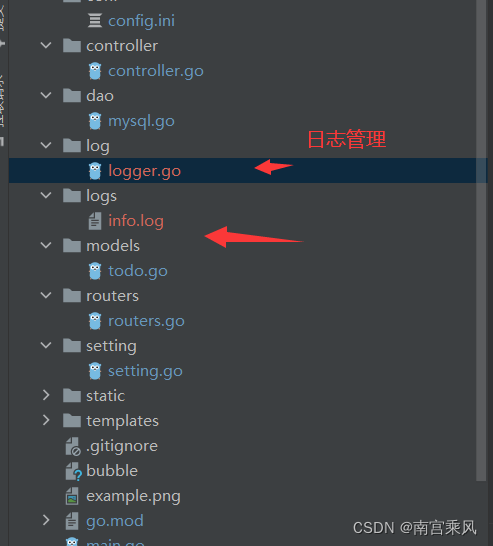 config.ini
controller
controller.go
dao
mysql.go
日志管理
log
logger.go
logs
info.log
models
todo.go
routers
routers.go
setting
setting.go
static
templates
.gitignore
bubble
example.png
go.mod
CSDN @南宫乘风
main.go